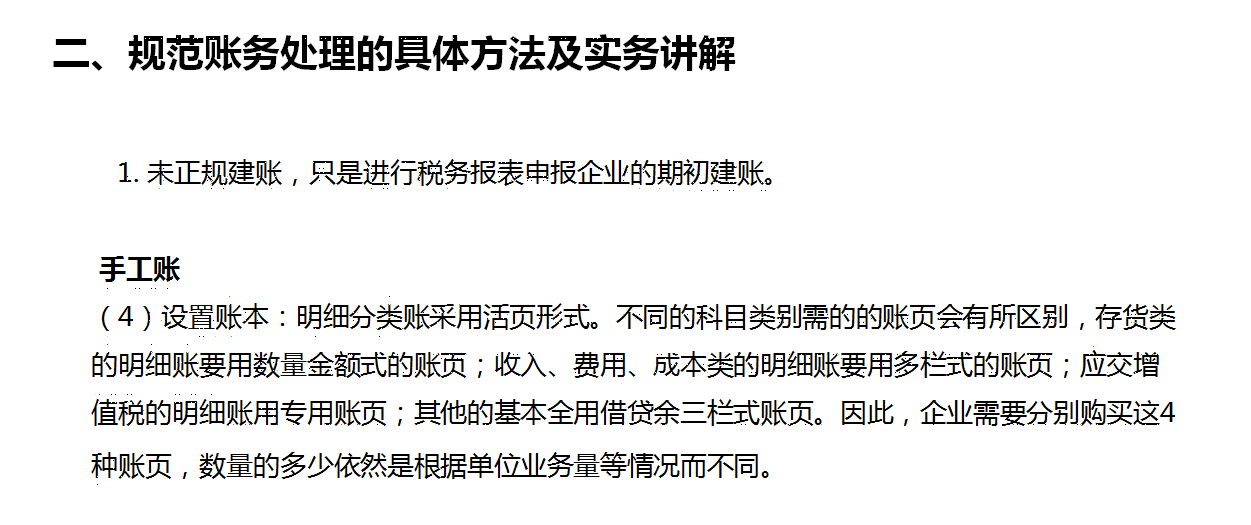 二、规范账务处理的具体方法及实务讲解
1. 未正规建账，只是进行税务报表申报企业的期初建账。
手工账
（4）设置账本：明细分类账采用活页形式。不同的科目类别需的的账页会有所区别，存货类
的明细账要用数量金额式的账页；收入、费用、成本类的明细账要用多栏式的账页；应交增
值税的明细账用专用账页；其他的基本全用借贷余三栏式账页。因此，企业需要分别购买这4
种账页，数量的多少依然是根据单位业务量等情况而不同。